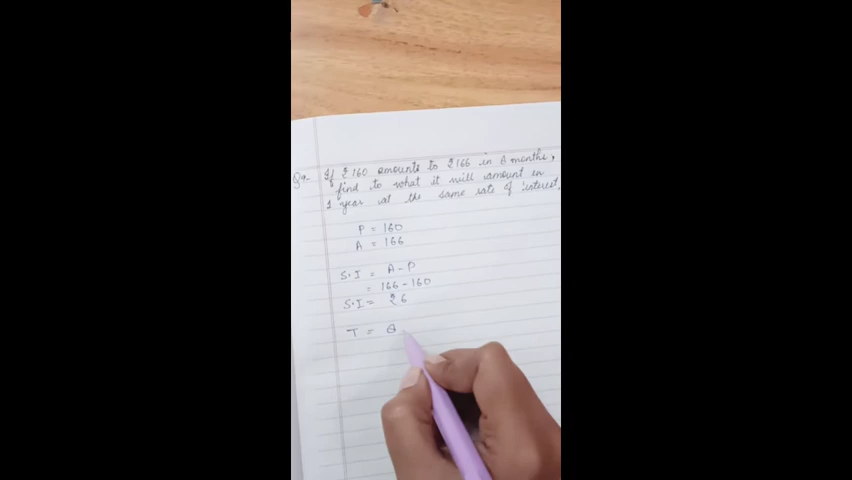 Q9. If ₹160 amounts to ₹166 in 8 months,
find to what it will amount in
1 year at the same rate of interest.
P = 160
A = 166
S.I = A - P
= 166 - 160
S.I = ₹6
T = 8